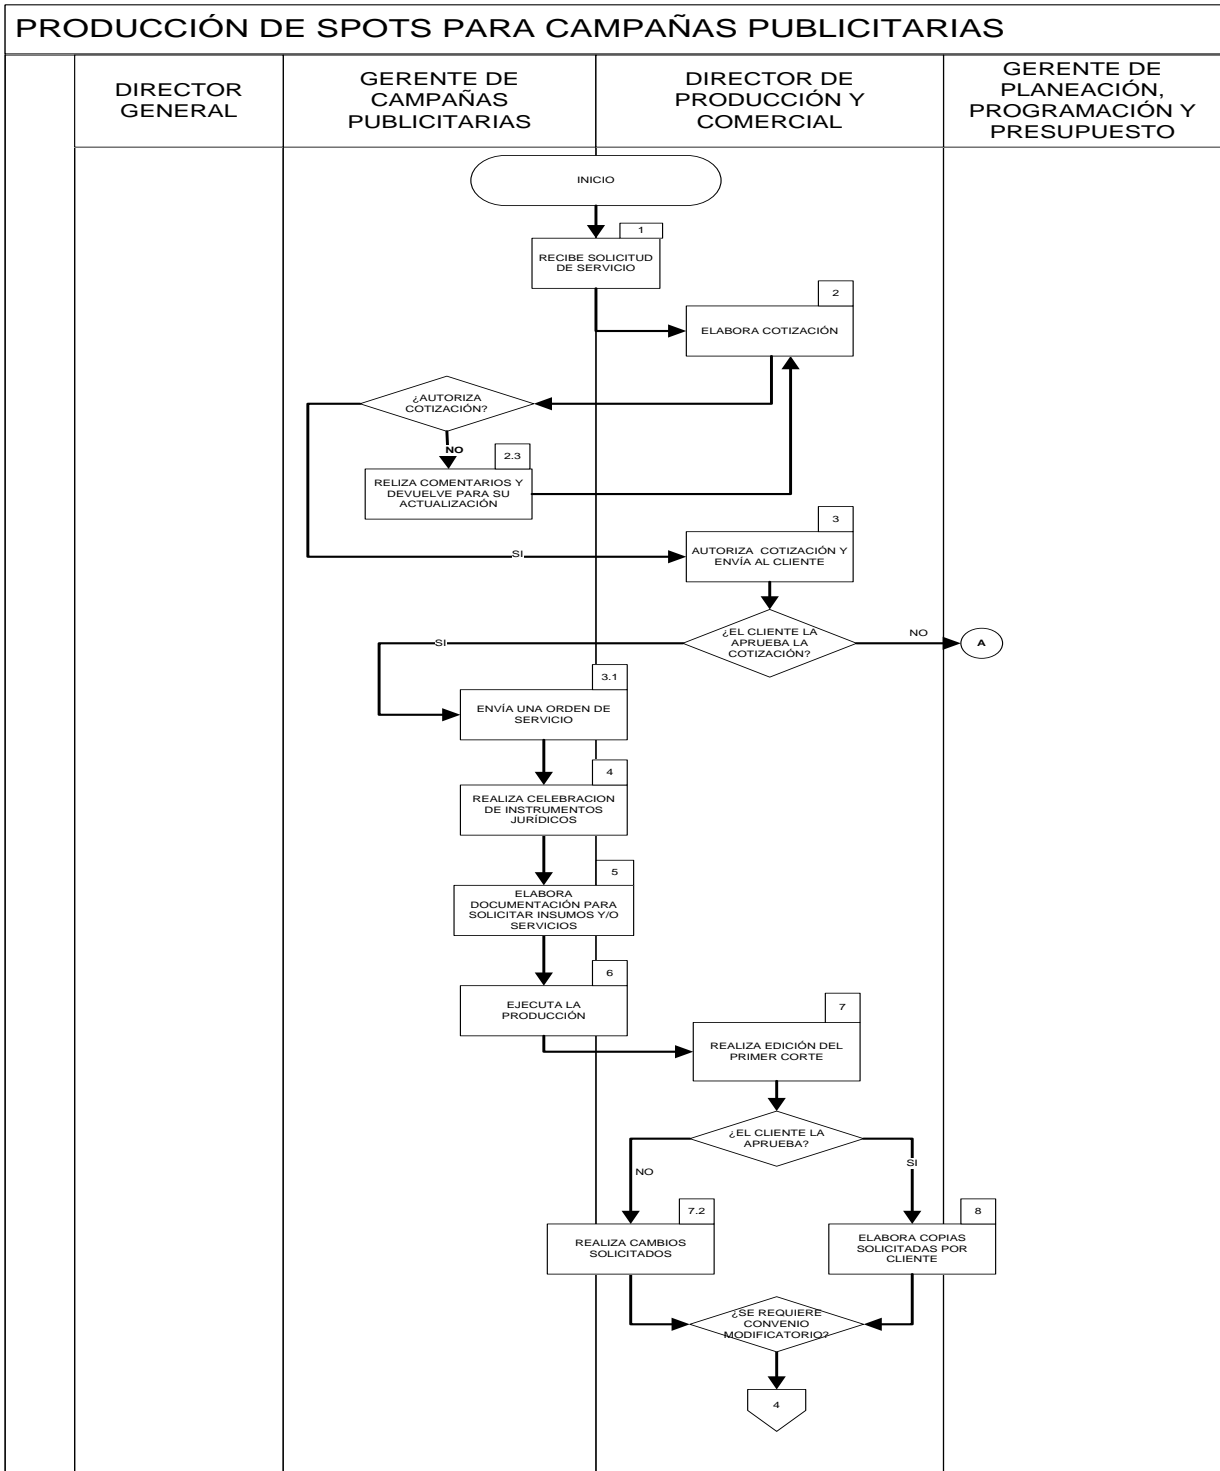 PRODUCCIÓN DE SPOTS PARA CAMPAÑAS PUBLICITARIAS
DIRECTOR
GENERAL
GERENTE DE
CAMPAÑAS
PUBLICITARIAS
DIRECTOR DE
PRODUCCIÓN Y
COMERCIAL
GERENTE DE
PLANEACIÓN,
PROGRAMACIÓN Y
PRESUPUESTO
INICIO
1
RECIBE SOLICITUD
DE SERVICIO
2
ELABORA COTIZACIÓN
¿AUTORIZA
COTIZACIÓN?
NO
2.3
RELIZA COMENTARIOS Y
DEVUELVE PARA SU
ACTUALIZACIÓN
SI
3
AUTORIZA COTIZACIÓN Y
ENVÍA AL CLIENTE
¿EL CLIENTE LA
APRUEBA LA
COTIZACIÓN?
NO
A
SI
3.1
ENVÍA UNA ORDEN DE
SERVICIO
4
REALIZA CELEBRACION
DE INSTRUMENTOS
JURÍDICOS
5
ELABORA
DOCUMENTACIÓN PARA
SOLICITAR INSUMOS Y/O
SERVICIOS
6
EJECUTA LA
PRODUCCIÓN
7
REALIZA EDICIÓN DEL
PRIMER CORTE
¿EL CLIENTE LA
APRUEBA?
NO
SI
7.2
REALIZA CAMBIOS
SOLICITADOS
8
ELABORA COPIAS
SOLICITADAS POR
CLIENTE
¿SE REQUIERE
CONVENIO
MODIFICATORIO?
4